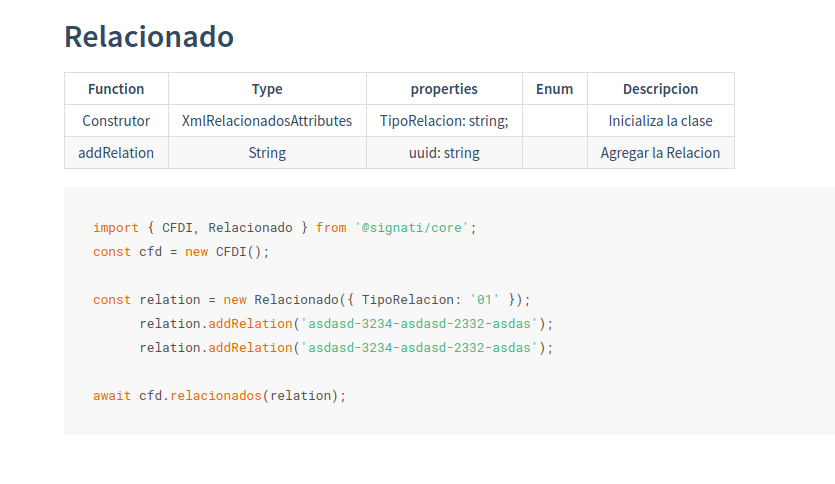 Relacionado
Function Type properties Enum Descripcion
Construtor XmlRelacionadosAttributes TipoRelacion: string; Inicializa la clase
addRelation String uuid: string Agregar la Relacion
import { CFDI, Relacionado } from '@signati/core';
const cfd = new CFDI();
const relation = new Relacionado({ TipoRelacion: '01' });
relation.addRelation('asdasd-3234-asdasd-2332-asdas');
relation.addRelation('asdasd-3234-asdasd-2332-asdas');
await cfd.relacionados(relation);